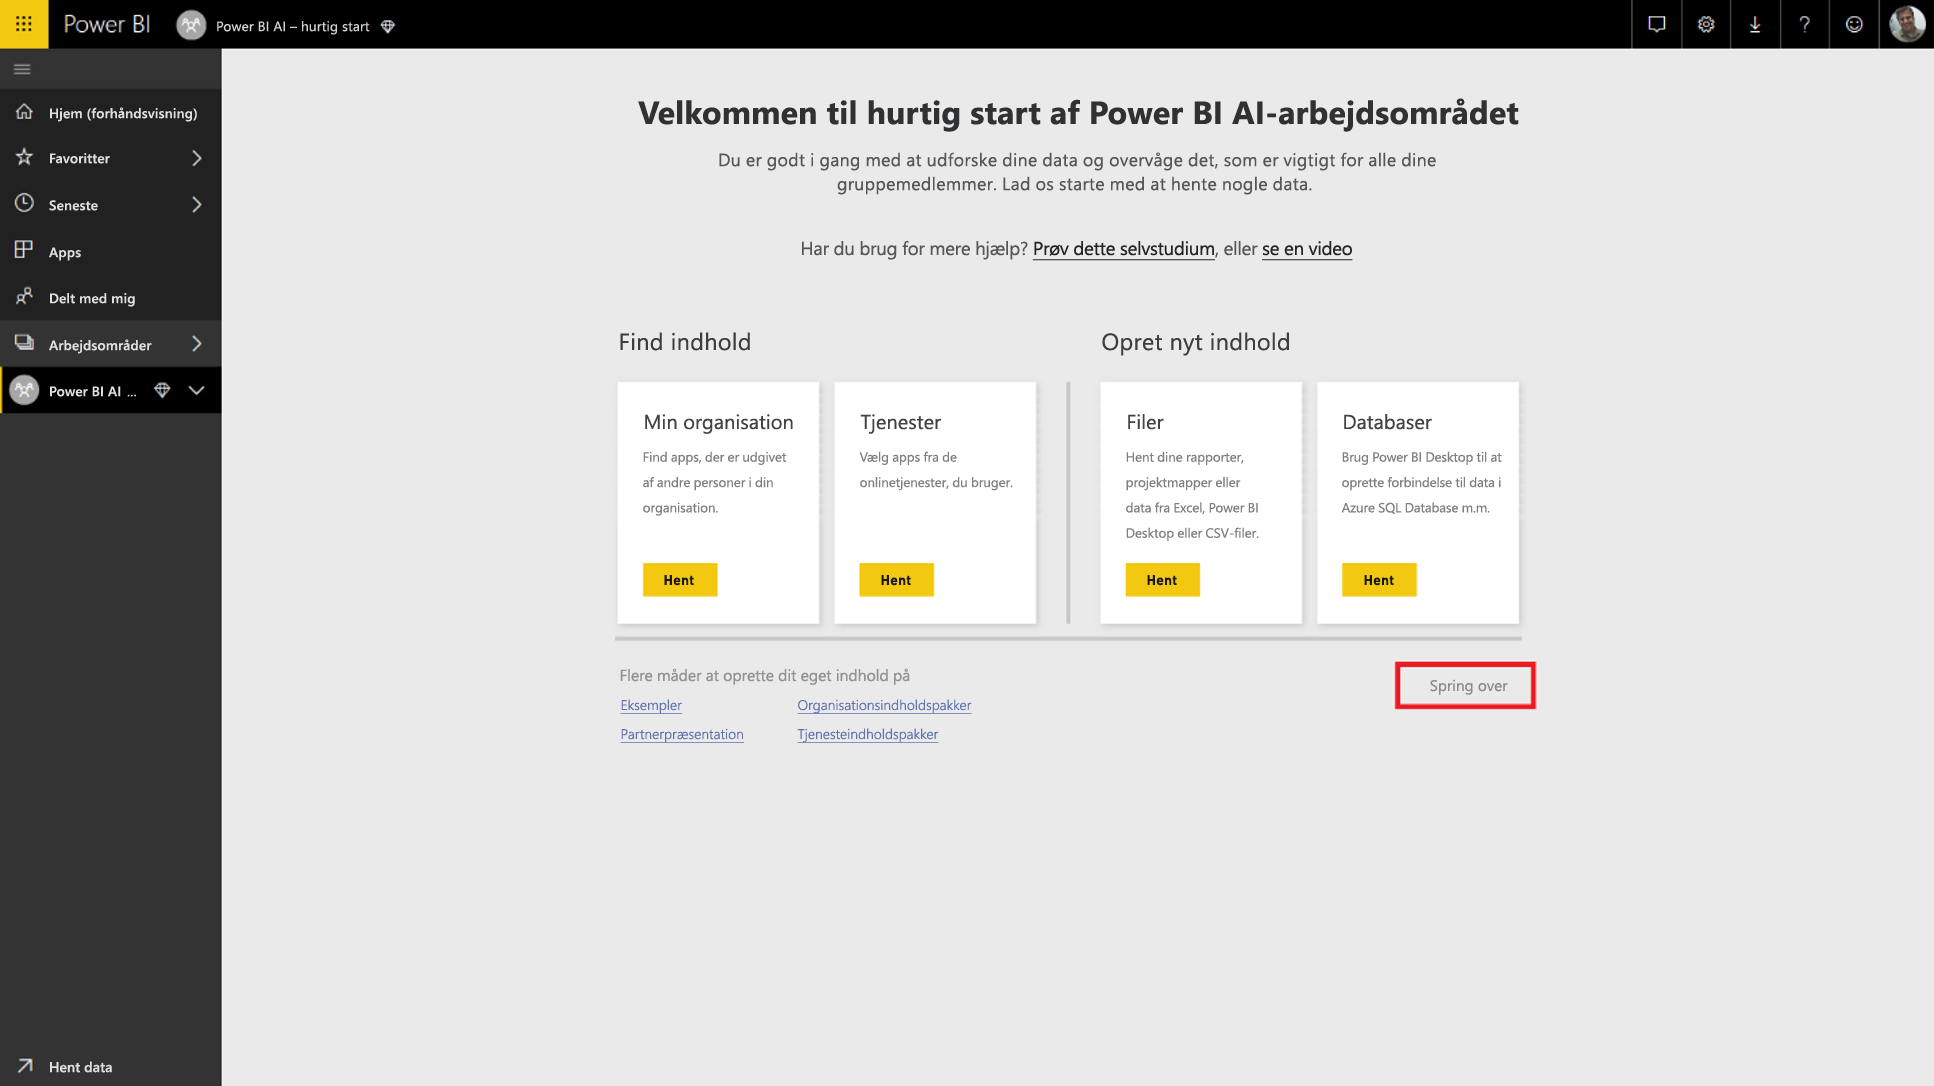 Power BI
Power BI AI – hurtig start
Hjem (forhåndsvisning)
Favoritter
Seneste
Apps
Delt med mig
Arbejdsområder
Power BI AI ...
Hent data
Velkommen til hurtig start af Power BI AI-arbejdsområdet
Du er godt i gang med at udforske dine data og overvåge det, som er vigtigt for alle dine
gruppemedlemmer. Lad os starte med at hente nogle data.
Har du brug for mere hjælp? Prøv dette selvstudium, eller se en video
Find indhold
Min organisation
Find apps, der er udgivet
af andre personer i din
organisation.
Hent
Tjenester
Vælg apps fra de
onlinetjenester, du bruger.
Hent
Opret nyt indhold
Filer
Hent dine rapporter,
projektmapper eller
data fra Excel, Power BI
Desktop eller CSV-filer.
Hent
Databaser
Brug Power BI Desktop til at
oprette forbindelse til data i
Azure SQL Database m.m.
Hent
Flere måder at oprette dit eget indhold på
Eksempler
Organisationsindholdspakker
Partnerpræsentation
Tjenesteindholdspakker
Spring over